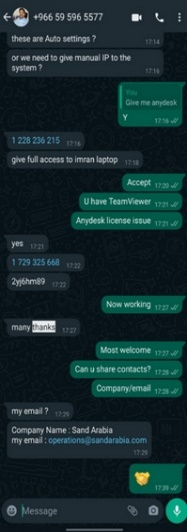 +966 59 596 5577
these are Auto settings ?
17:14
or we need to give manual IP to the
system ?
17:16
You
Give me anydesk
Y
17:16
1 228 236 215
17:16
give full access to imran laptop
17:18
Accept
17:20
U have TeamViewer
17:21
Anydesk license issue
17:21
yes
17:21
1 729 325 668
17:22
2yj6hm89
17:22
Now working
17:27
many thanks
17:27
Most welcome
17:27
Can u share contacts?
17:28
Company/email
17:28
my email ?
17:29
Company Name : Sand Arabia
my email : operations@sandarabia.com
17:29
17:39
Message